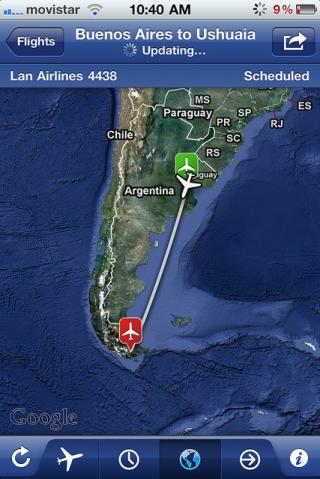 movistar 10:40 AM 9%
Flights
Buenos Aires to Ushuaia
Updating...
Lan Airlines 4438 Scheduled
MS
ES
Paraguay SP
PR
RJ
Chile
SC
RS
Uruguay
Argentina
Google
i